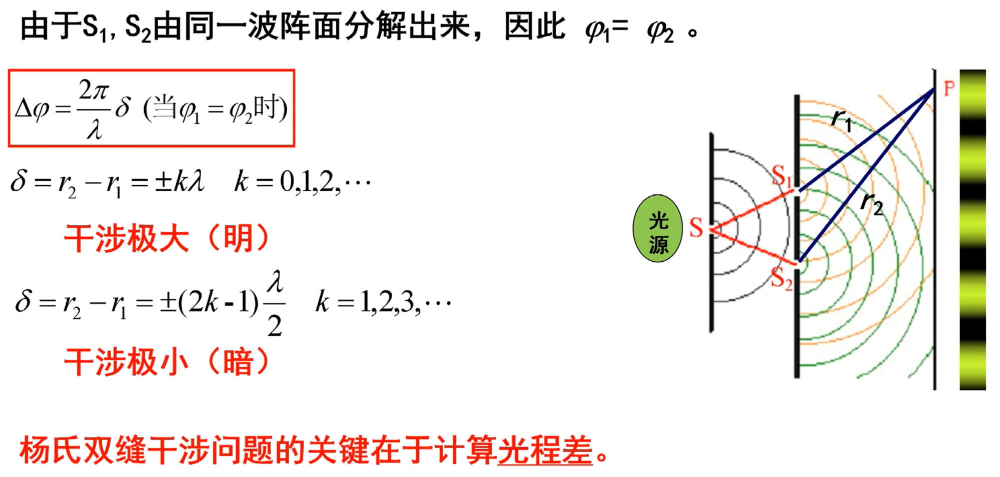 由于S₁, S₂由同一波阵面分解出来，因此 φ₁= φ₂ 。
Δφ = 2π/λ δ (当φ₁ = φ₂时)
δ = r₂ − r₁ = ±kλ k = 0,1,2,⋯
干涉极大（明）
δ = r₂ − r₁ = ±(2k-1) λ/2 k = 1,2,3,⋯
干涉极小（暗）
杨氏双缝干涉问题的关键在于计算光程差。
光
源
S
S₁
S₂
r₁
r₂
P